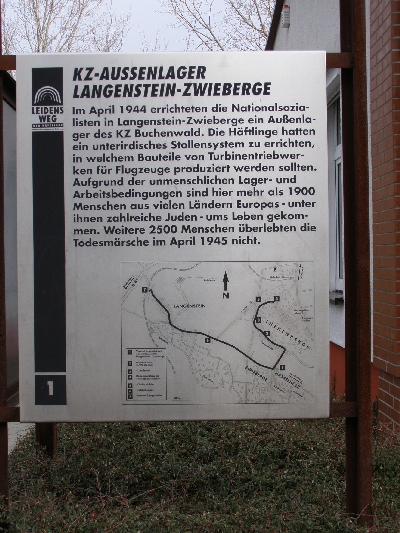 KZ-AUSSENLAGER
LANGENSTEIN-ZWIEBERGE
LEIDENS
WEG
Im April 1944 errichteten die Nationalsozia-
listen in Langenstein-Zwieberge ein Außenla-
ger des KZ Buchenwald. Die Häftlinge hatten
ein unterirdisches Stollensystem zu errichten,
in welchem Bauteile von Turbinentriebwer-
ken für Flugzeuge produziert werden sollten.
Aufgrund der unmenschlichen Lager- und
Arbeitsbedingungen sind hier mehr als 1900
Menschen aus vielen Ländern Europas - unter
ihnen zahlreiche Juden - ums Leben gekom-
men. Weitere 2500 Menschen überlebten die
Todesmärsche im April 1945 nicht.
N
LANGENSTEIN
1